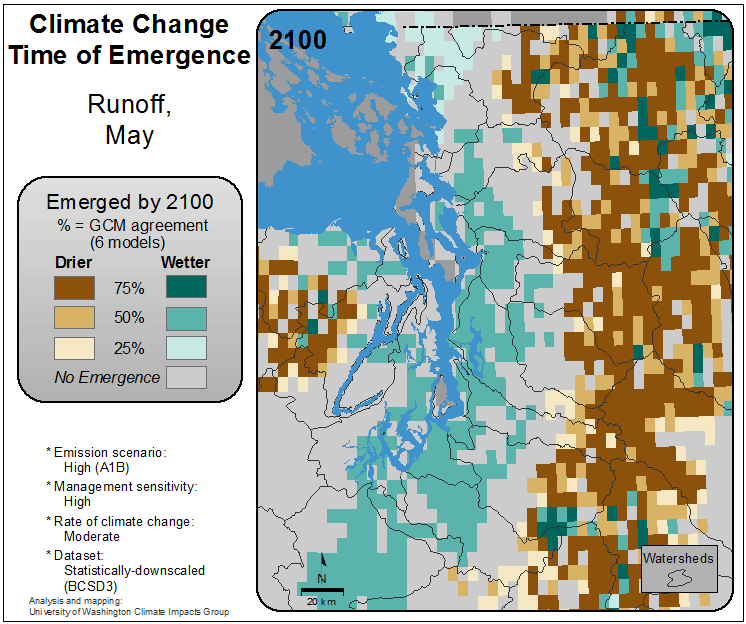 Climate Change
Time of Emergence
Runoff,
May
Emerged by 2100
% = GCM agreement
(6 models)
Drier Wetter
75%
50%
25%
No Emergence
* Emission scenario:
High (A1B)
* Management sensitivity:
High
* Rate of climate change:
Moderate
* Dataset:
Statistically-downscaled
(BCSD3)
Analysis and mapping:
University of Washington Climate Impacts Group
2100
N
20 km
Watersheds